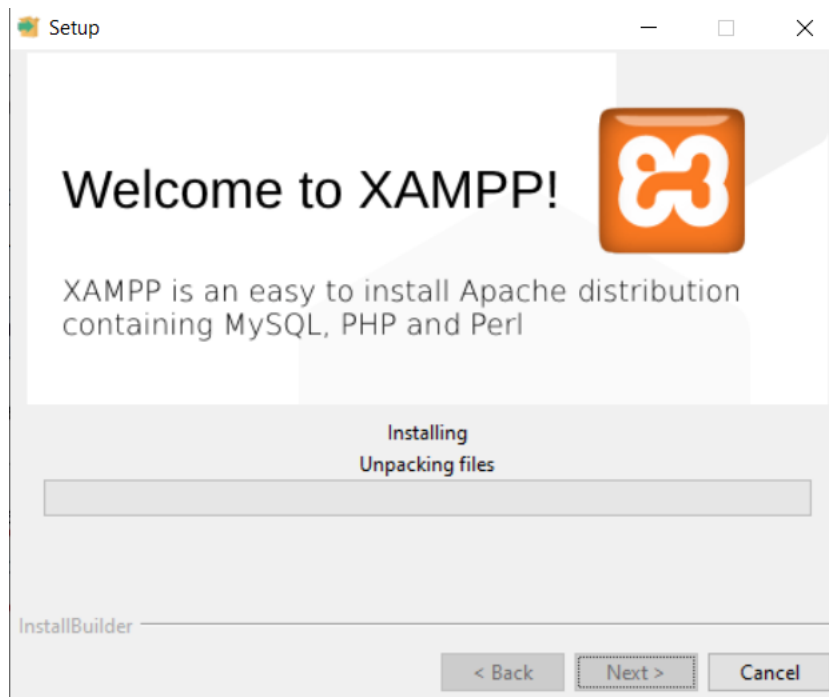 Setup
Welcome to XAMPP!
XAMPP is an easy to install Apache distribution
containing MySQL, PHP and Perl
Installing
Unpacking files
InstallBuilder
< Back Next > Cancel